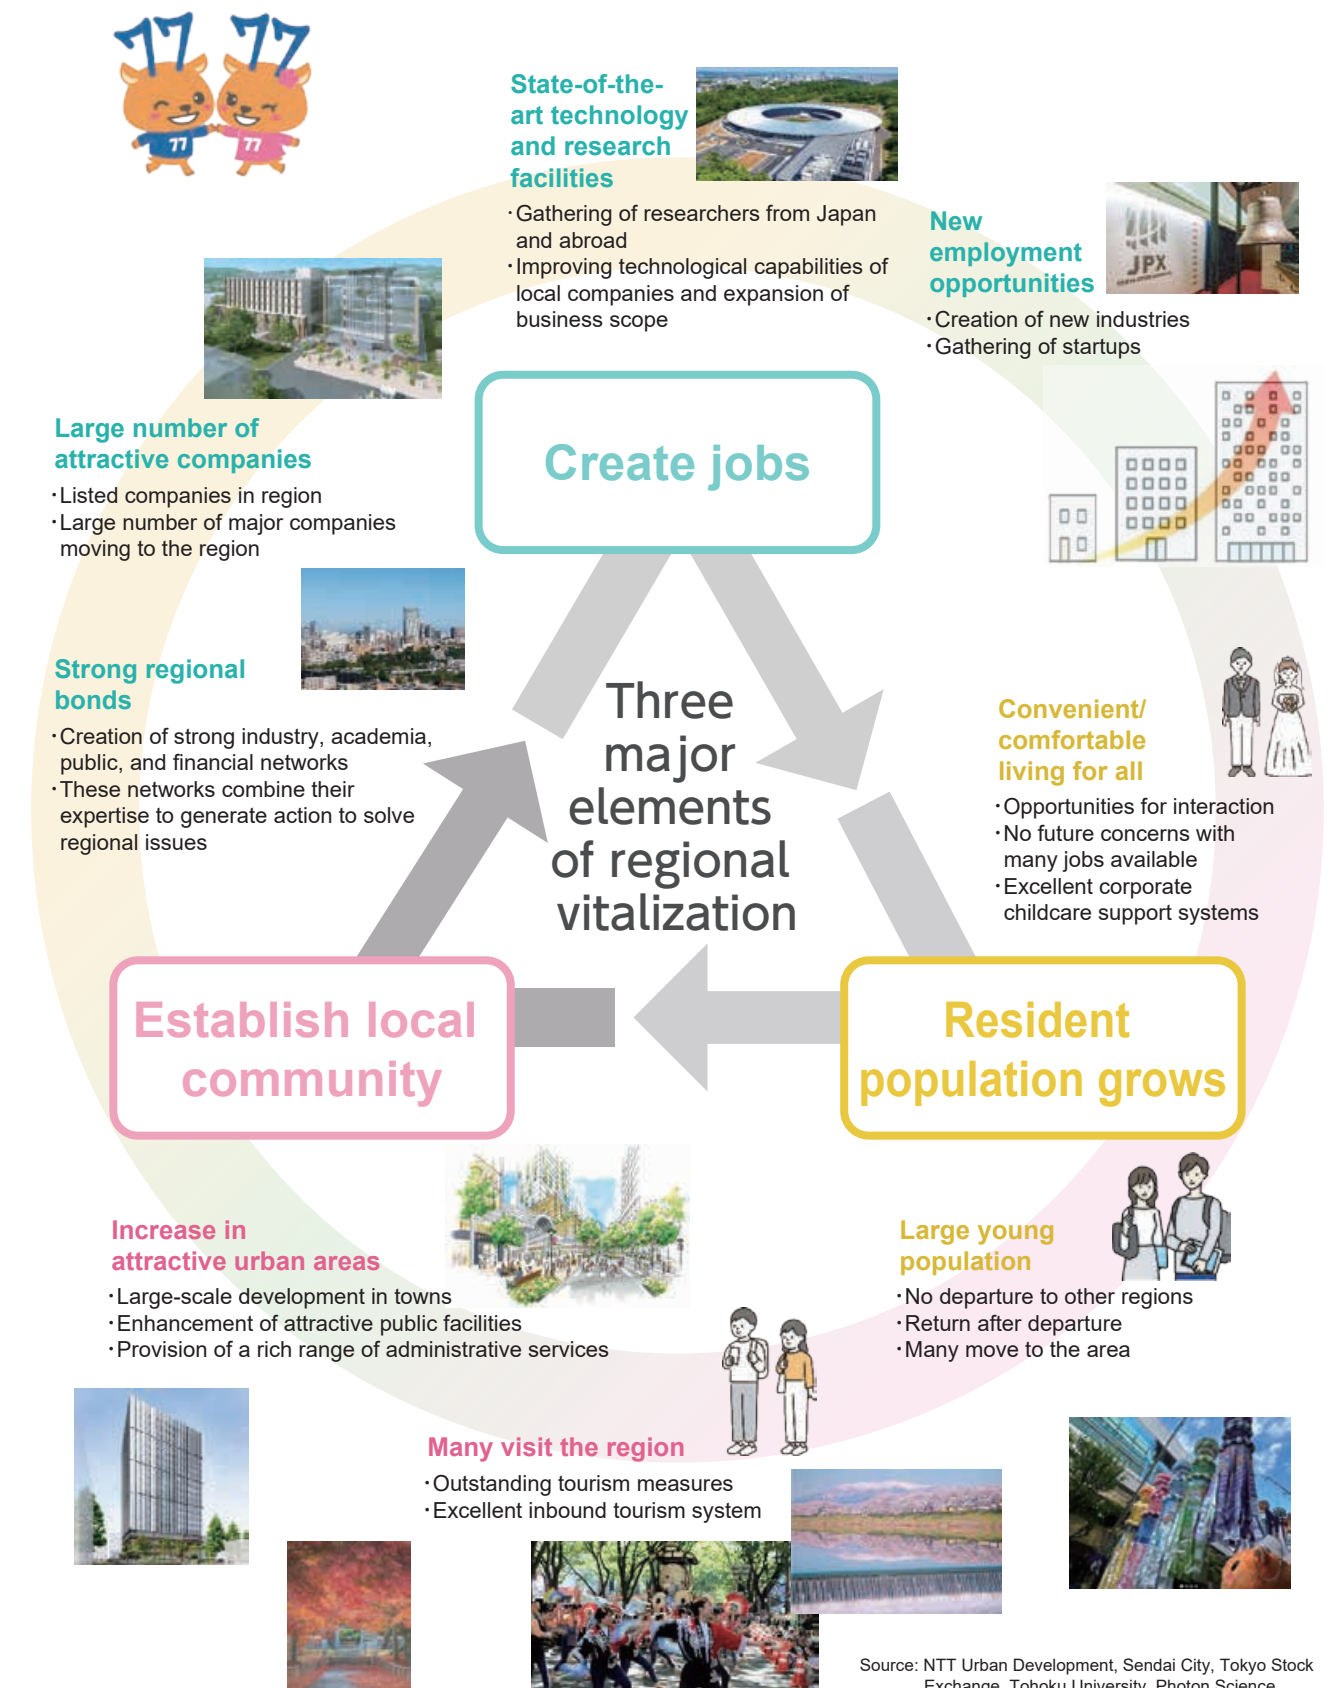 77 77
77 77
State-of-the-
art technology
and research
facilities
・Gathering of researchers from Japan
and abroad
・Improving technological capabilities of
local companies and expansion of
business scope
JPX
New
employment
opportunities
・Creation of new industries
・Gathering of startups
Large number of
attractive companies
・Listed companies in region
・Large number of major companies
moving to the region
Create jobs
Strong regional
bonds
・Creation of strong industry, academia,
public, and financial networks
・These networks combine their
expertise to generate action to solve
regional issues
Three
major
elements
of regional
vitalization
Convenient/
comfortable
living for all
・Opportunities for interaction
・No future concerns with
many jobs available
・Excellent corporate
childcare support systems
Establish local
community
Resident
population grows
Increase in
attractive urban areas
・Large-scale development in towns
・Enhancement of attractive public facilities
・Provision of a rich range of administrative services
Large young
population
・No departure to other regions
・Return after departure
・Many move to the area
Many visit the region
・Outstanding tourism measures
・Excellent inbound tourism system
Source: NTT Urban Development, Sendai City, Tokyo Stock
Exchange, Tohoku University, Photon Science